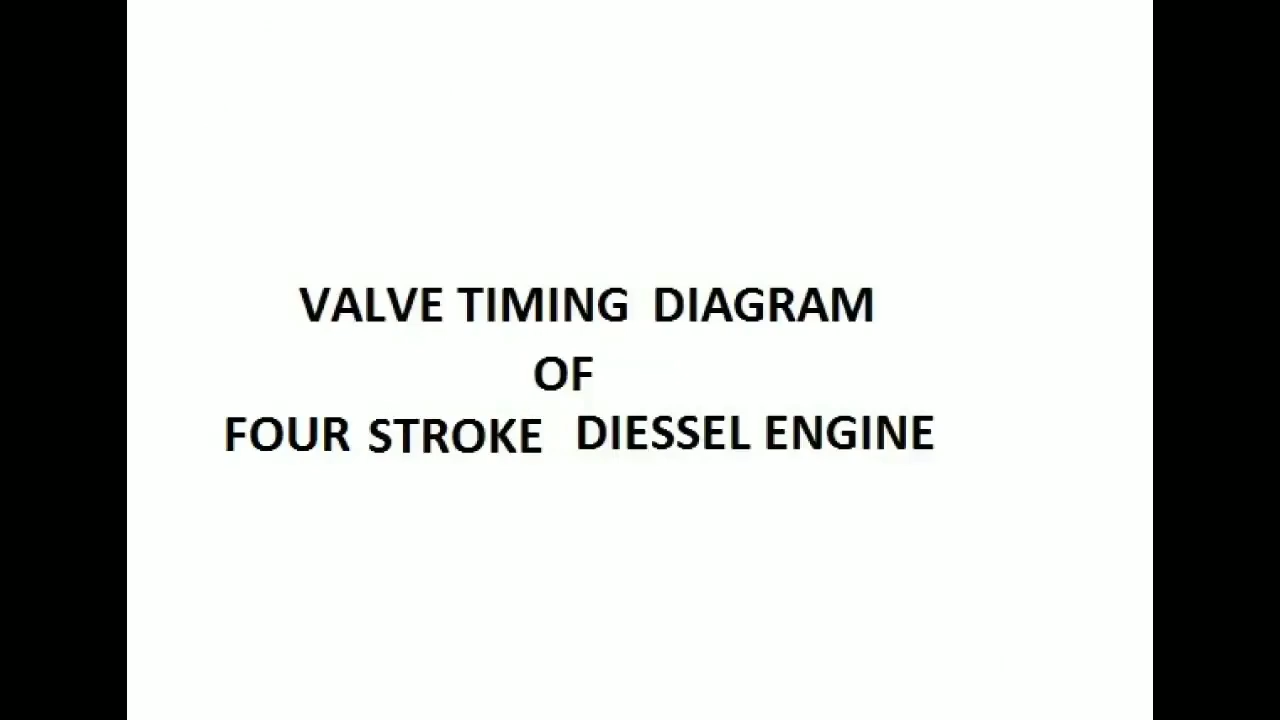 VALVE TIMING DIAGRAM
OF
FOUR STROKE DIESSEL ENGINE